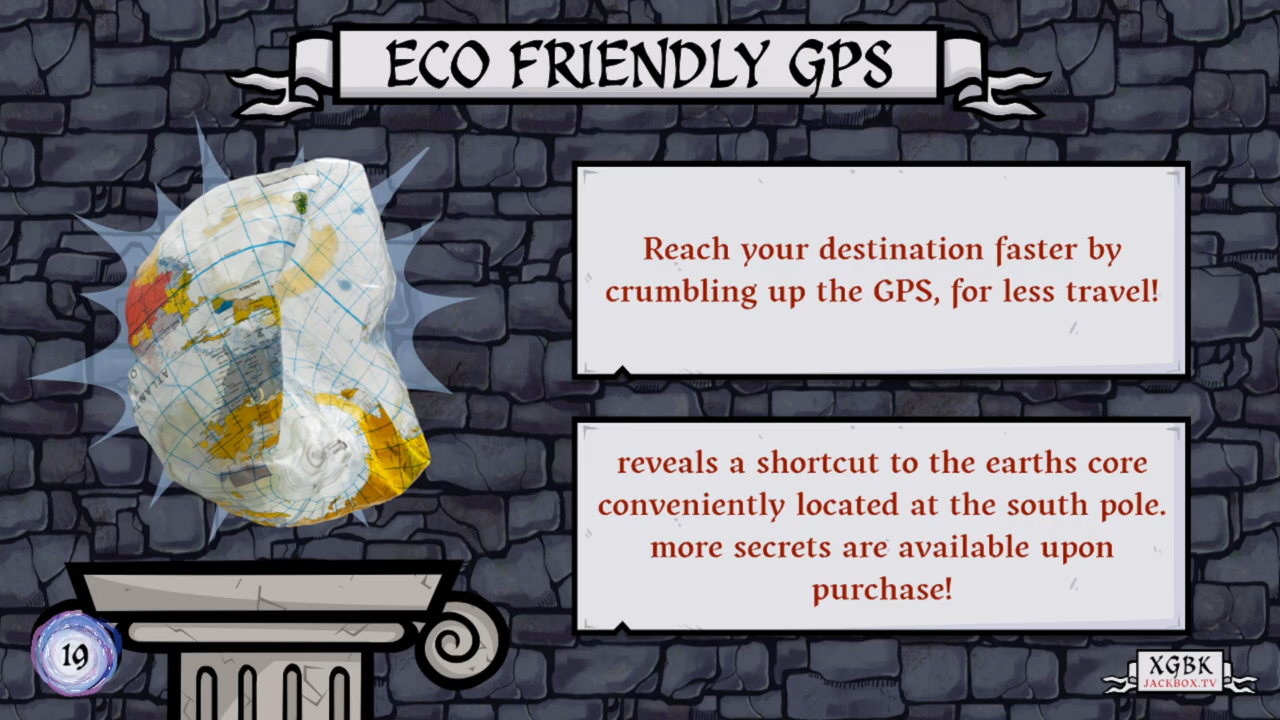 ECO FRIENDLY GPS
Reach your destination faster by
crumbling up the GPS, for less travel!
reveals a shortcut to the earths core
conveniently located at the south pole.
more secrets are available upon
purchase!
ATLAN
19
XGBK
JACKBOX.TV